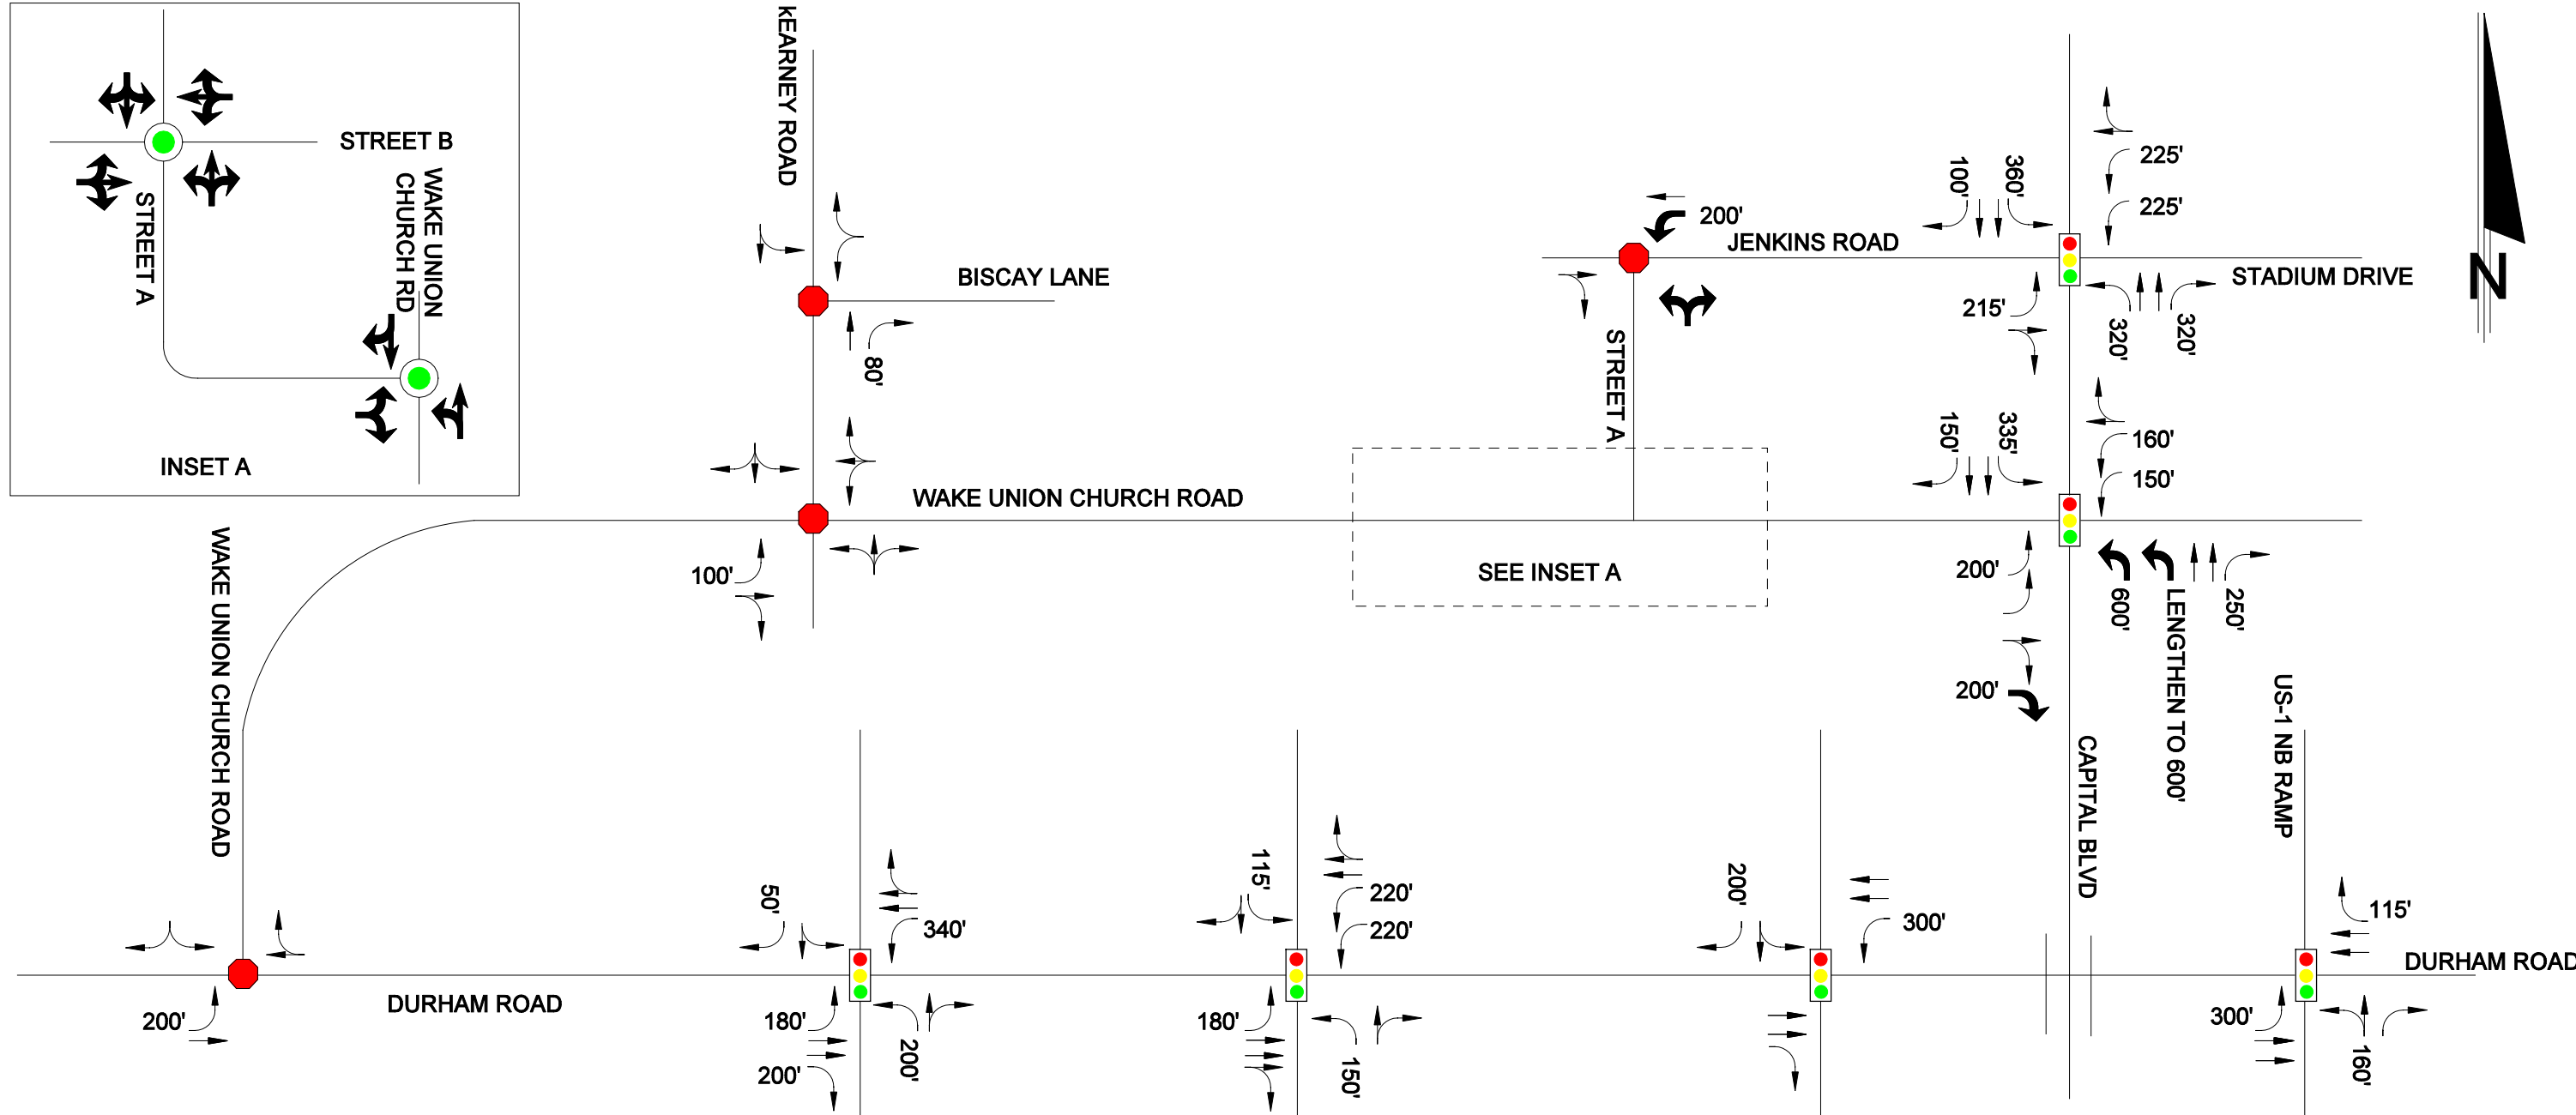 STREET B
WAKE UNION
CHURCH RD
STREET A
INSET A
kEARNEY ROAD
BISCAY LANE
80'
WAKE UNION CHURCH ROAD
100'
200'
JENKINS ROAD
STREET A
SEE INSET A
225'
225'
100'
360'
STADIUM DRIVE
215'
320'
320'
N
150'
335'
160'
150'
200'
200'
600'
LENGTHEN TO 600'
250'
CAPITAL BLVD
US-1 NB RAMP
WAKE UNION CHURCH ROAD
200'
DURHAM ROAD
50'
340'
180'
200'
200'
115'
220'
220'
180'
150'
200'
300'
115'
DURHAM ROAD
300'
160'